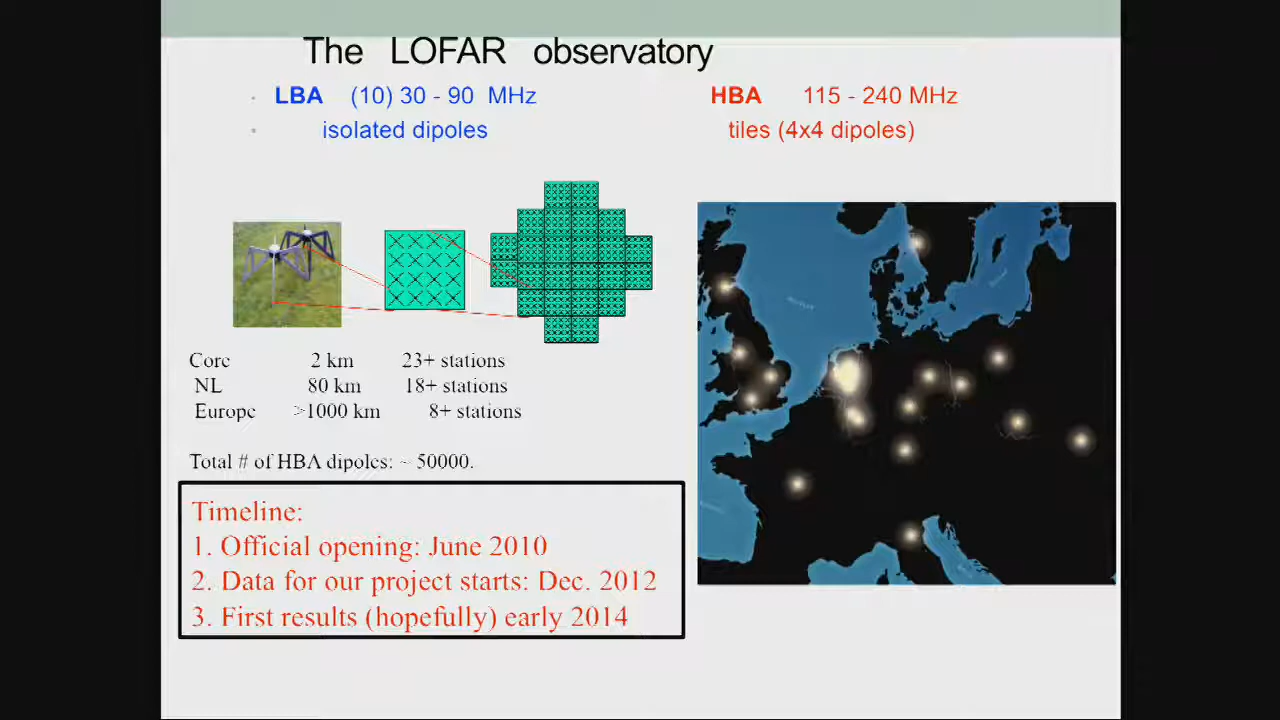 The LOFAR observatory
LBA (10) 30 - 90 MHz
isolated dipoles
HBA 115 - 240 MHz
tiles (4x4 dipoles)
Core 2 km 23+ stations
NL 80 km 18+ stations
Europe >1000 km 8+ stations
Total # of HBA dipoles: ~ 50000.
Timeline:
1. Official opening: June 2010
2. Data for our project starts: Dec. 2012
3. First results (hopefully) early 2014